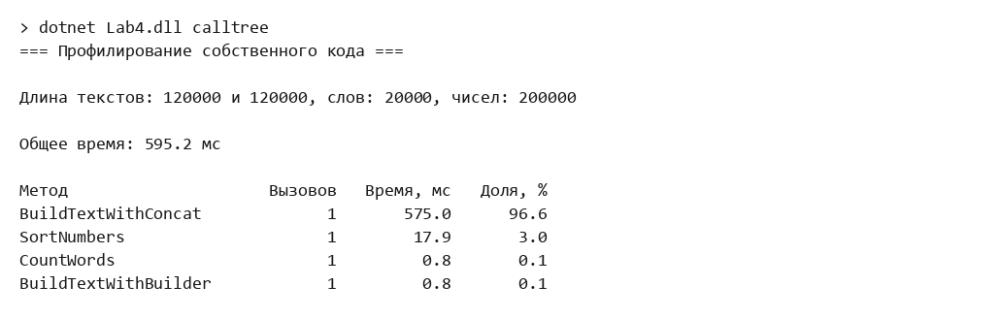 > dotnet Lab4.dll calltree
=== Профилирование собственного кода ===
Длина текстов: 120000 и 120000, слов: 20000, чисел: 200000
Общее время: 595.2 мс
Метод Вызовов Время, мс Доля, %
BuildTextWithConcat 1 575.0 96.6
SortNumbers 1 17.9 3.0
CountWords 1 0.8 0.1
BuildTextWithBuilder 1 0.8 0.1